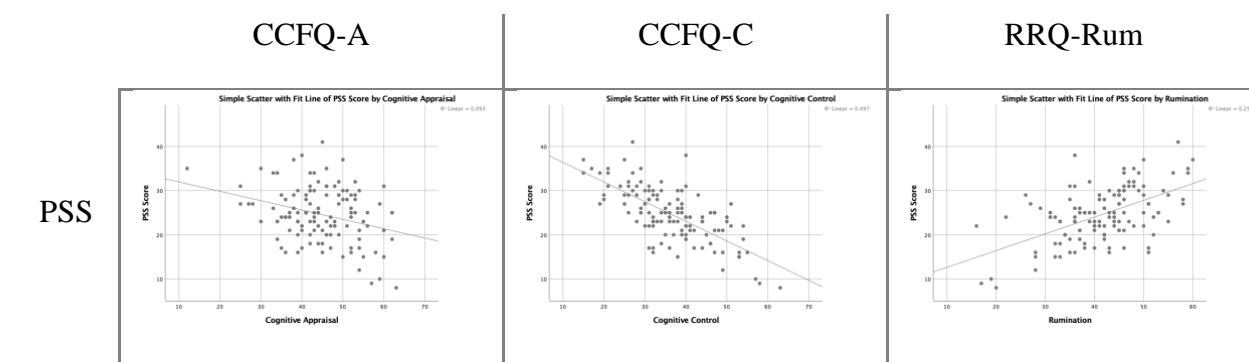 CCFQ-A CCFQ-C RRQ-Rum
Simple Scatter with Fit Line of PSS Score by Cognitive Appraisal
R² Linear = 0.093
40
30
20
10
PSS Score
10 20 30 40 50 60 70
Cognitive Appraisal
Simple Scatter with Fit Line of PSS Score by Cognitive Control
R² Linear = 0.497
40
30
20
10
PSS Score
10 20 30 40 50 60 70
Cognitive Control
Simple Scatter with Fit Line of PSS Score by Rumination
R² Linear =
40
30
20
10
PSS Score
10 20 30 40 50 60
Rumination
PSS